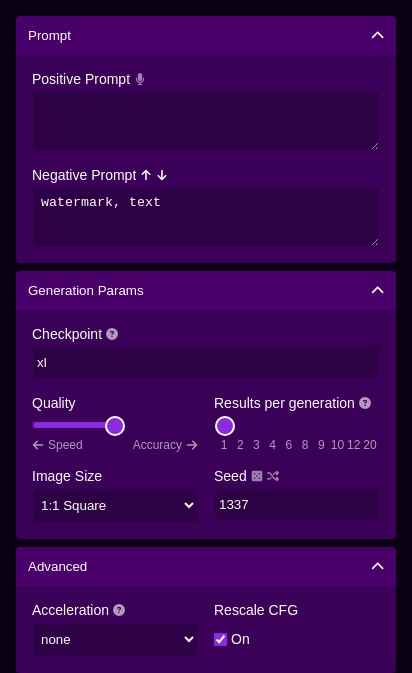 Prompt
Positive Prompt
Negative Prompt
watermark, text
Generation Params
Checkpoint
xl
Quality Results per generation
Speed Accuracy 1 2 3 4 6 8 9 10 12 20
Image Size Seed
1:1 Square 1337
Advanced
Acceleration Rescale CFG
none On